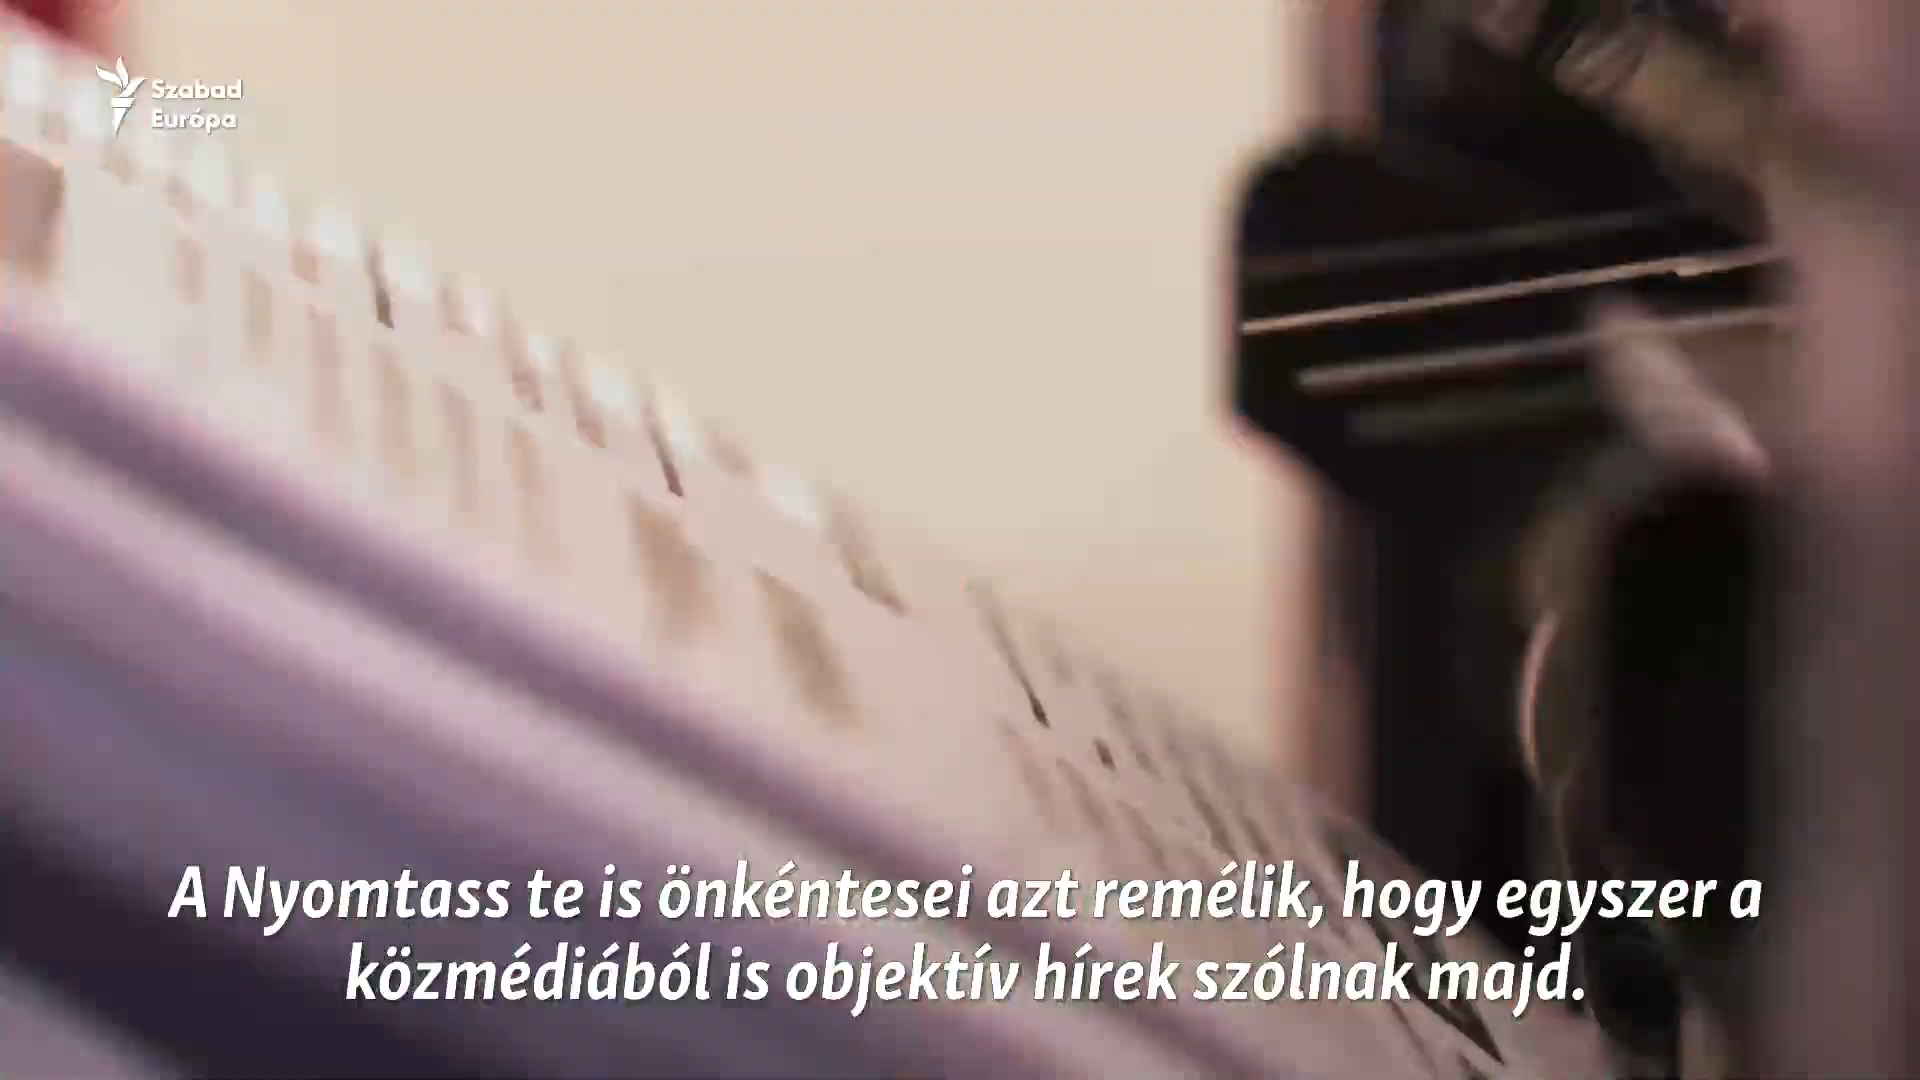 Szabad
Európa
A Nyomtass te is önkéntesei azt remélik, hogy egyszer a
közmédiából is objektív hírek szólnak majd.